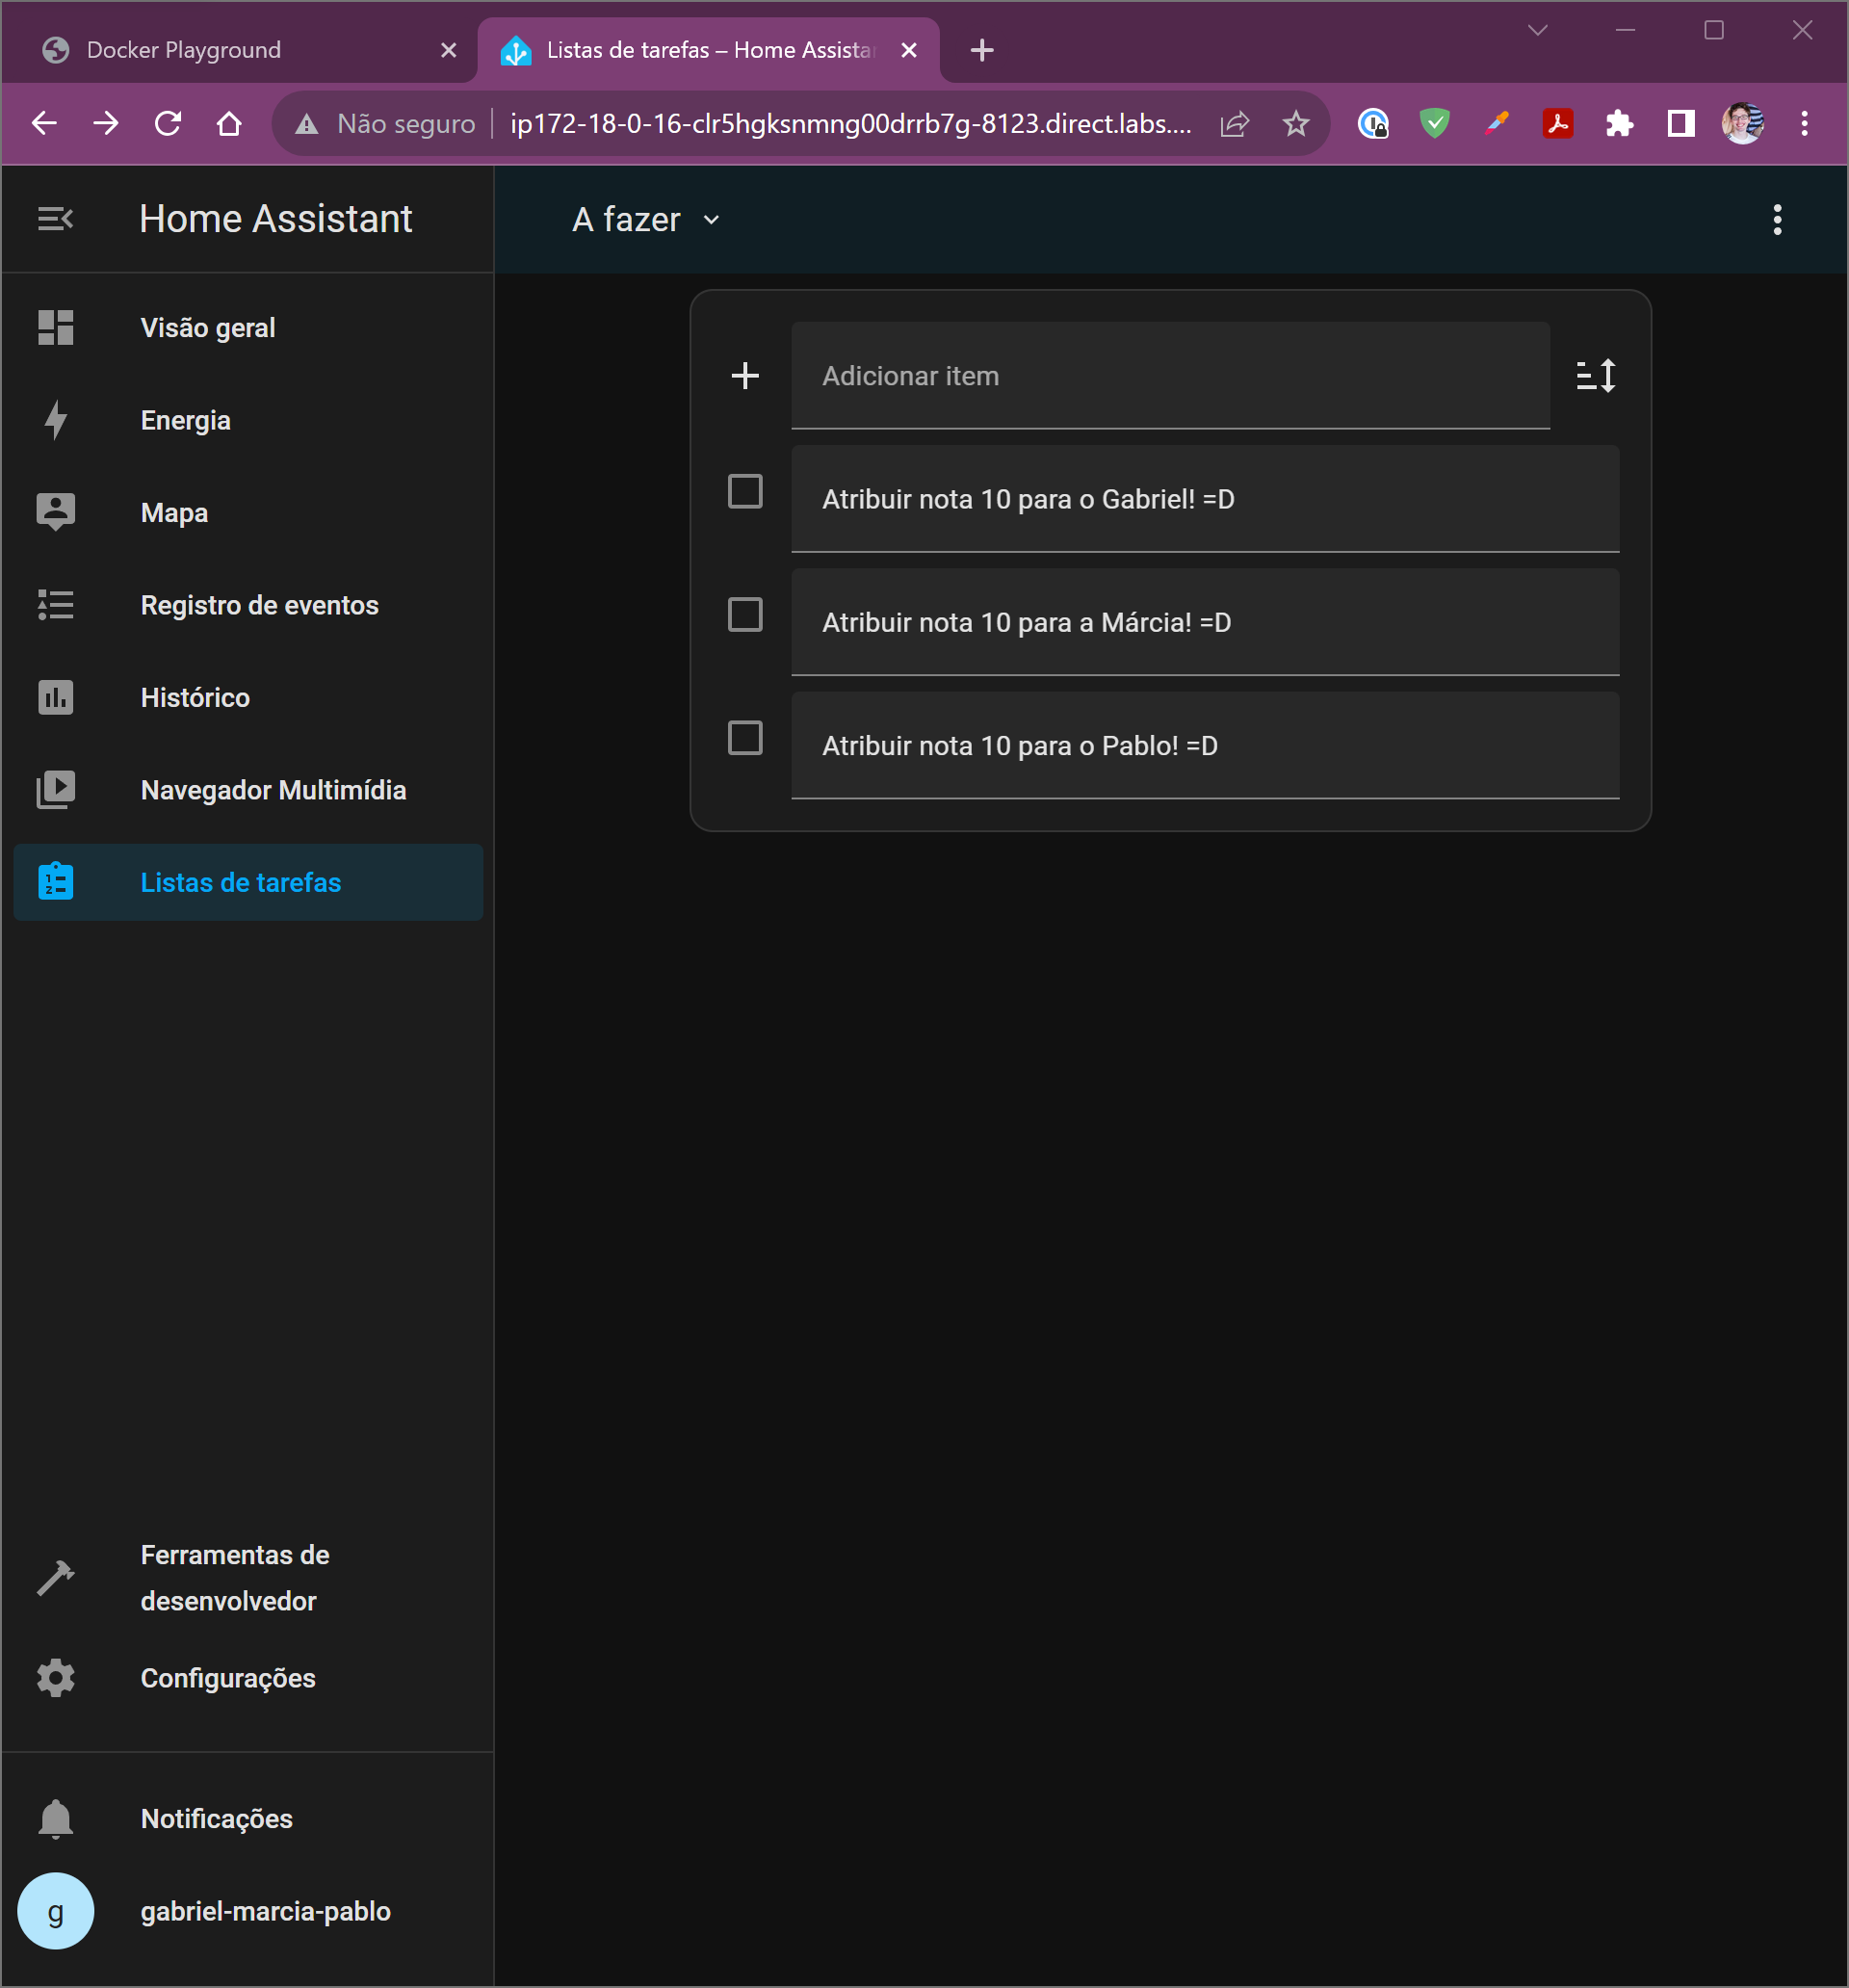 Docker Playground
Listas de tarefas – Home Assista
Não seguro
ip172-18-0-16-clr5hgksnmng00drrb7g-8123.direct.labs....
Home Assistant
A fazer
Visão geral
Energia
Mapa
Registro de eventos
Histórico
Navegador Multimídia
Listas de tarefas
Adicionar item
Atribuir nota 10 para o Gabriel! =D
Atribuir nota 10 para a Márcia! =D
Atribuir nota 10 para o Pablo! =D
Ferramentas de
desenvolvedor
Configurações
Notificações
g
gabriel-marcia-pablo